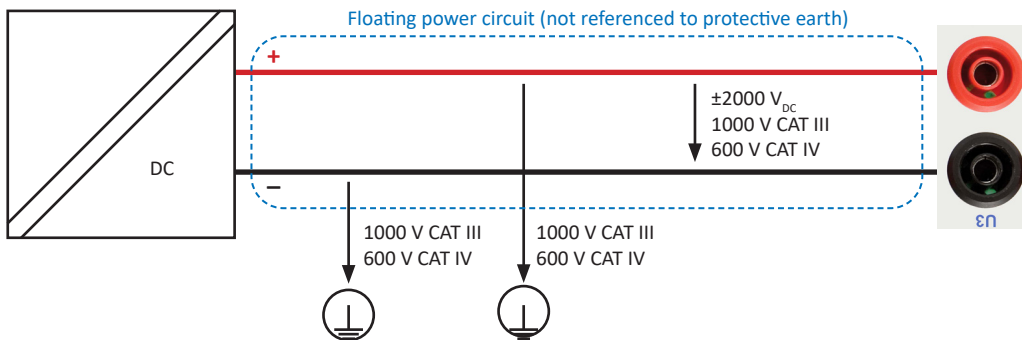 Floating power circuit (not referenced to protective earth)
+
±2000 VDC
1000 V CAT III
600 V CAT IV
DC
−
1000 V CAT III
600 V CAT IV
1000 V CAT III
600 V CAT IV
U3